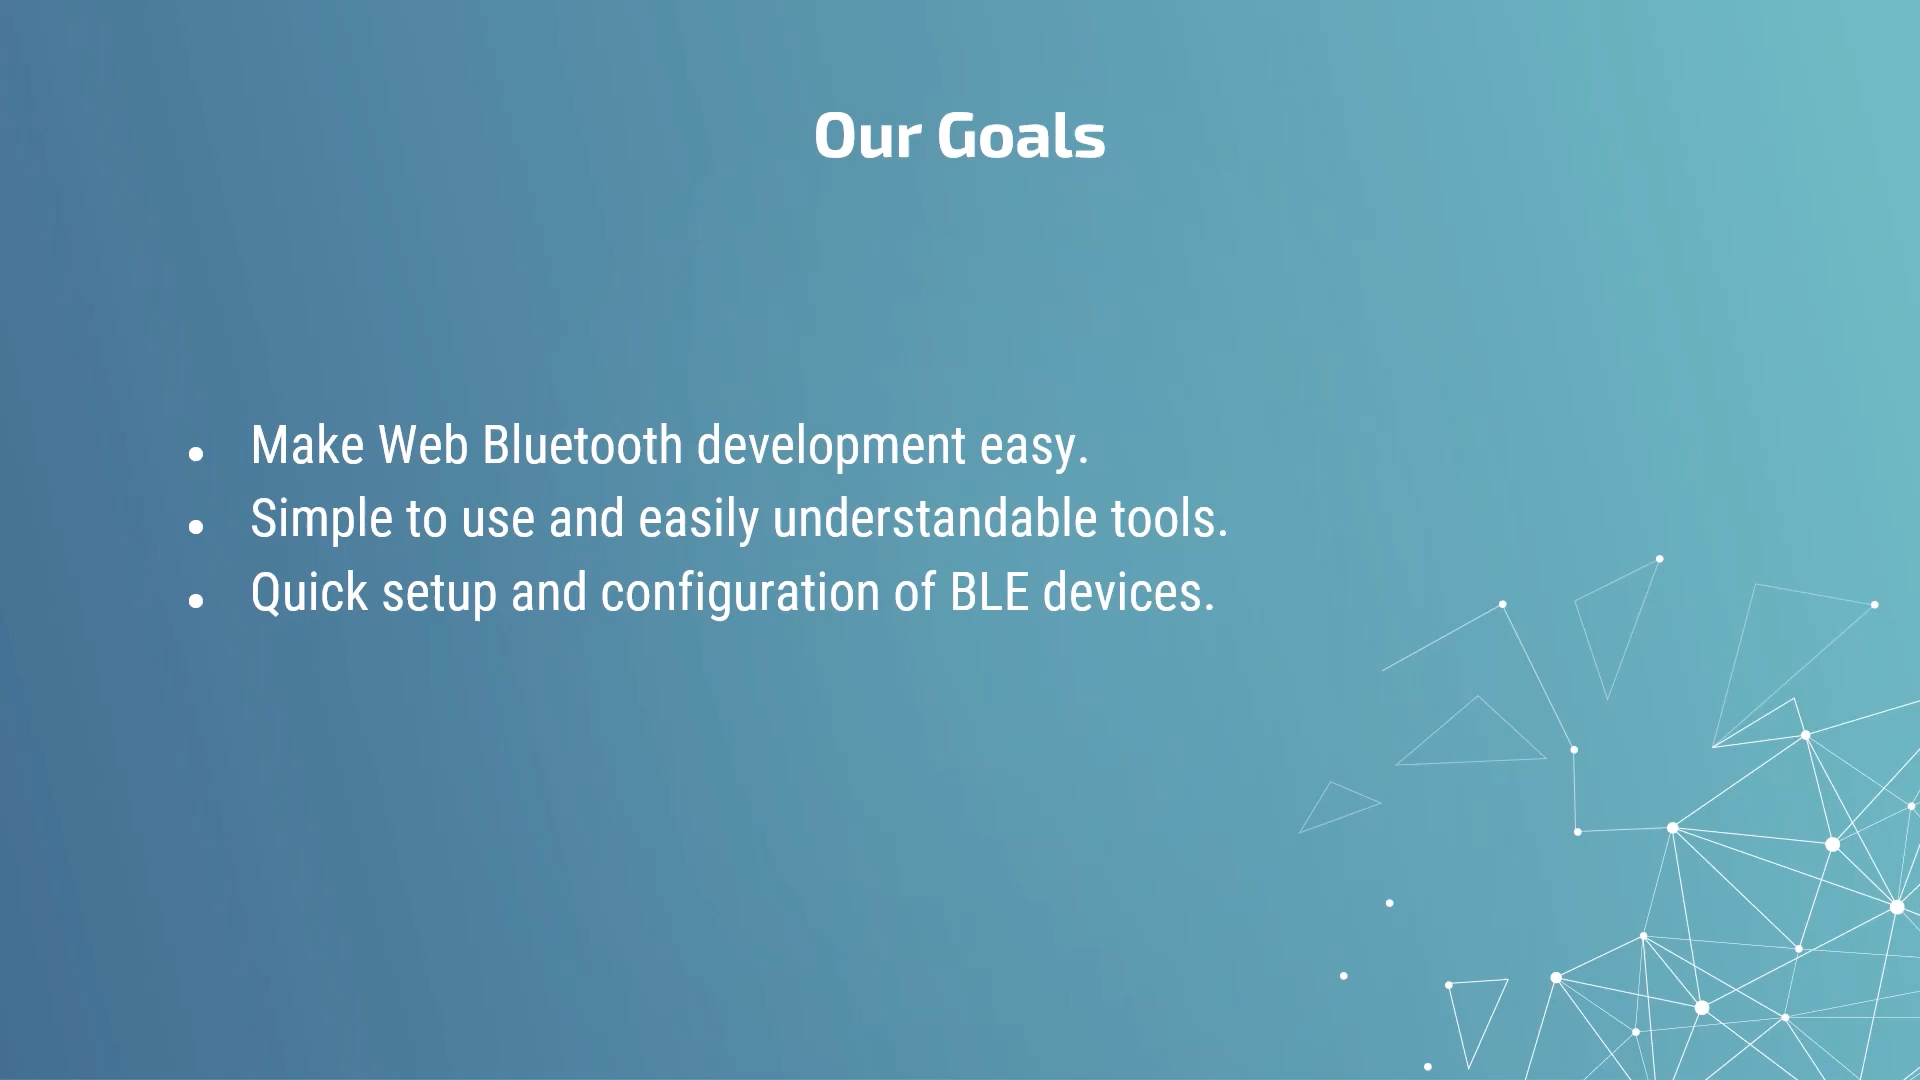 Our Goals
• Make Web Bluetooth development easy.
• Simple to use and easily understandable tools.
• Quick setup and configuration of BLE devices.